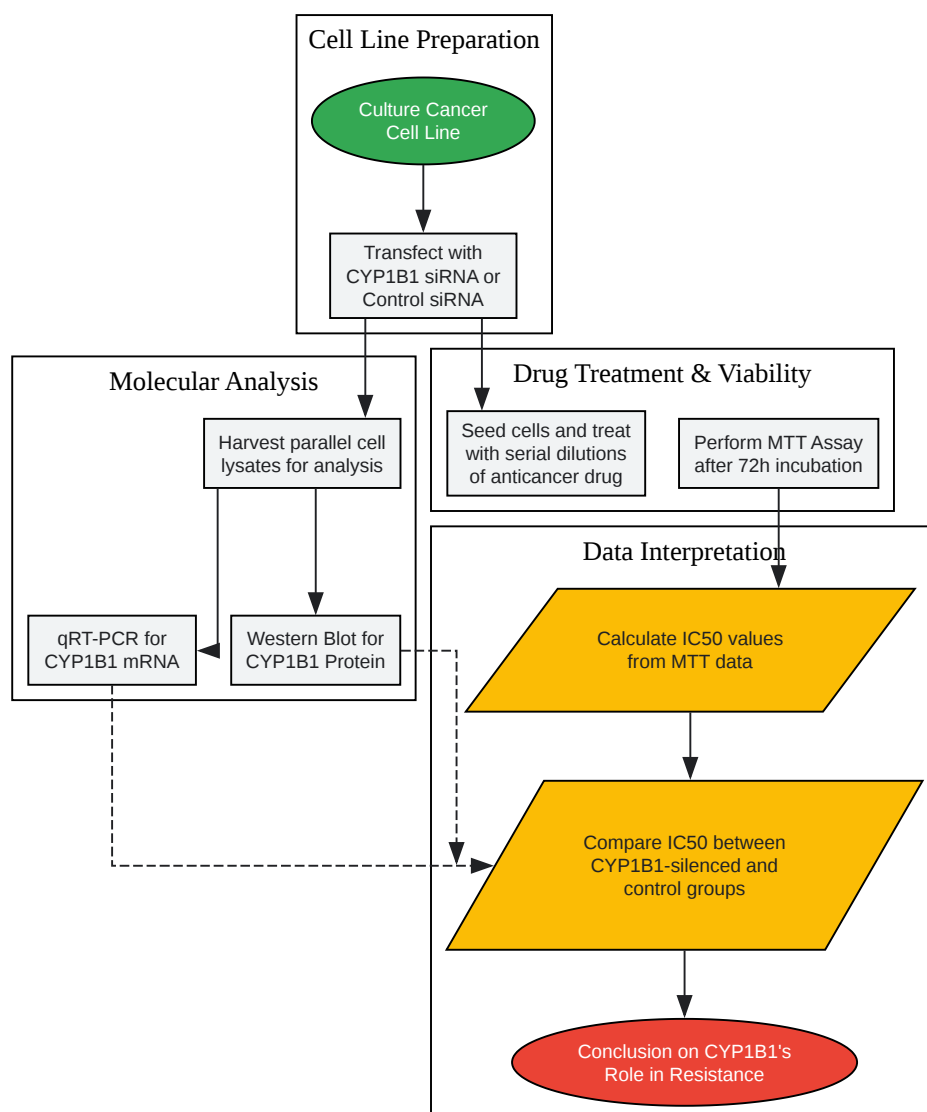 Cell Line Preparation
Culture Cancer
Cell Line
Transfect with
CYP1B1 siRNA or
Control siRNA
Molecular Analysis
Harvest parallel cell
lysates for analysis
qRT-PCR for
CYP1B1 mRNA
Western Blot for
CYP1B1 Protein
Drug Treatment & Viability
Seed cells and treat
with serial dilutions
of anticancer drug
Perform MTT Assay
after 72h incubation
Data Interpretation
Calculate IC50 values
from MTT data
Compare IC50 between
CYP1B1-silenced and
control groups
Conclusion on CYP1B1's
Role in Resistance